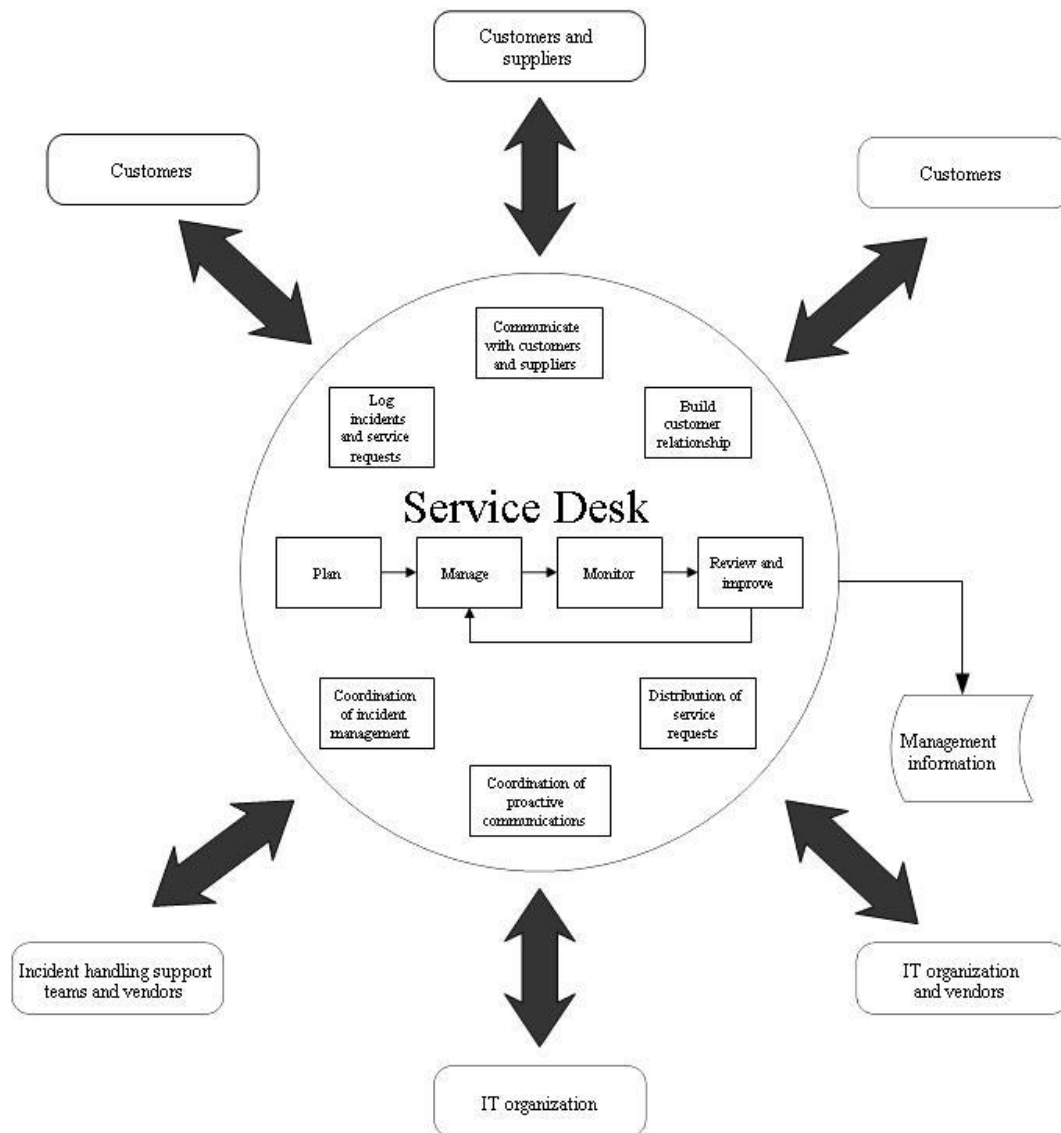 Customers and
suppliers
Customers
Customers
Communicate
with customers
and suppliers
Log
incidents
and service
requests
Build
customer
relationship
Service Desk
Plan
Manage
Monitor
Review and
improve
Coordination
of incident
management
Distribution of
service
requests
Management
information
Coordination of
proactive
communications
Incident handling support
teams and vendors
IT organization
and vendors
IT organization